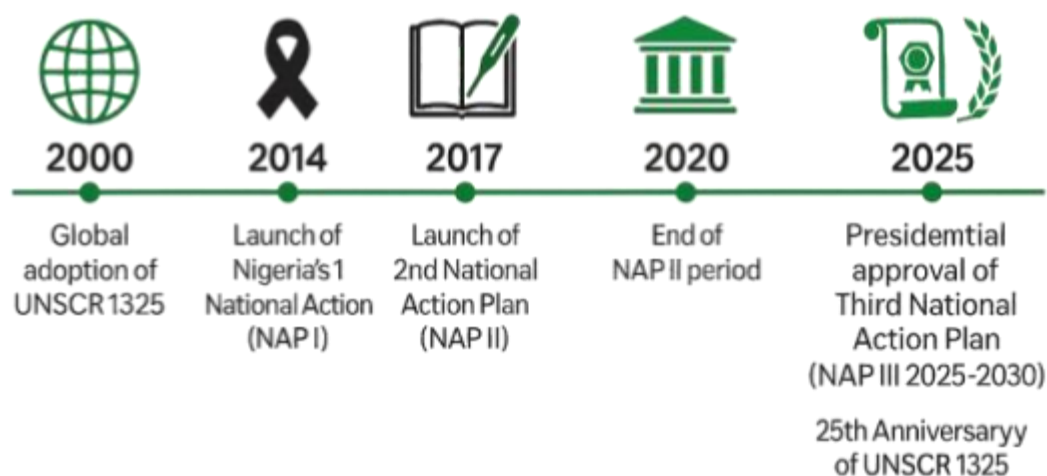 2000
Global
adoption of
UNSCR 1325
2014
Launch of
Nigeria's 1
National Action
(NAP I)
2017
Launch of
2nd National
Action Plan
(NAP II)
2020
End of
NAP II period
2025
Presidemtial
approval of
Third National
Action Plan
(NAP III 2025-2030)
25th Anniversaryy
of UNSCR 1325